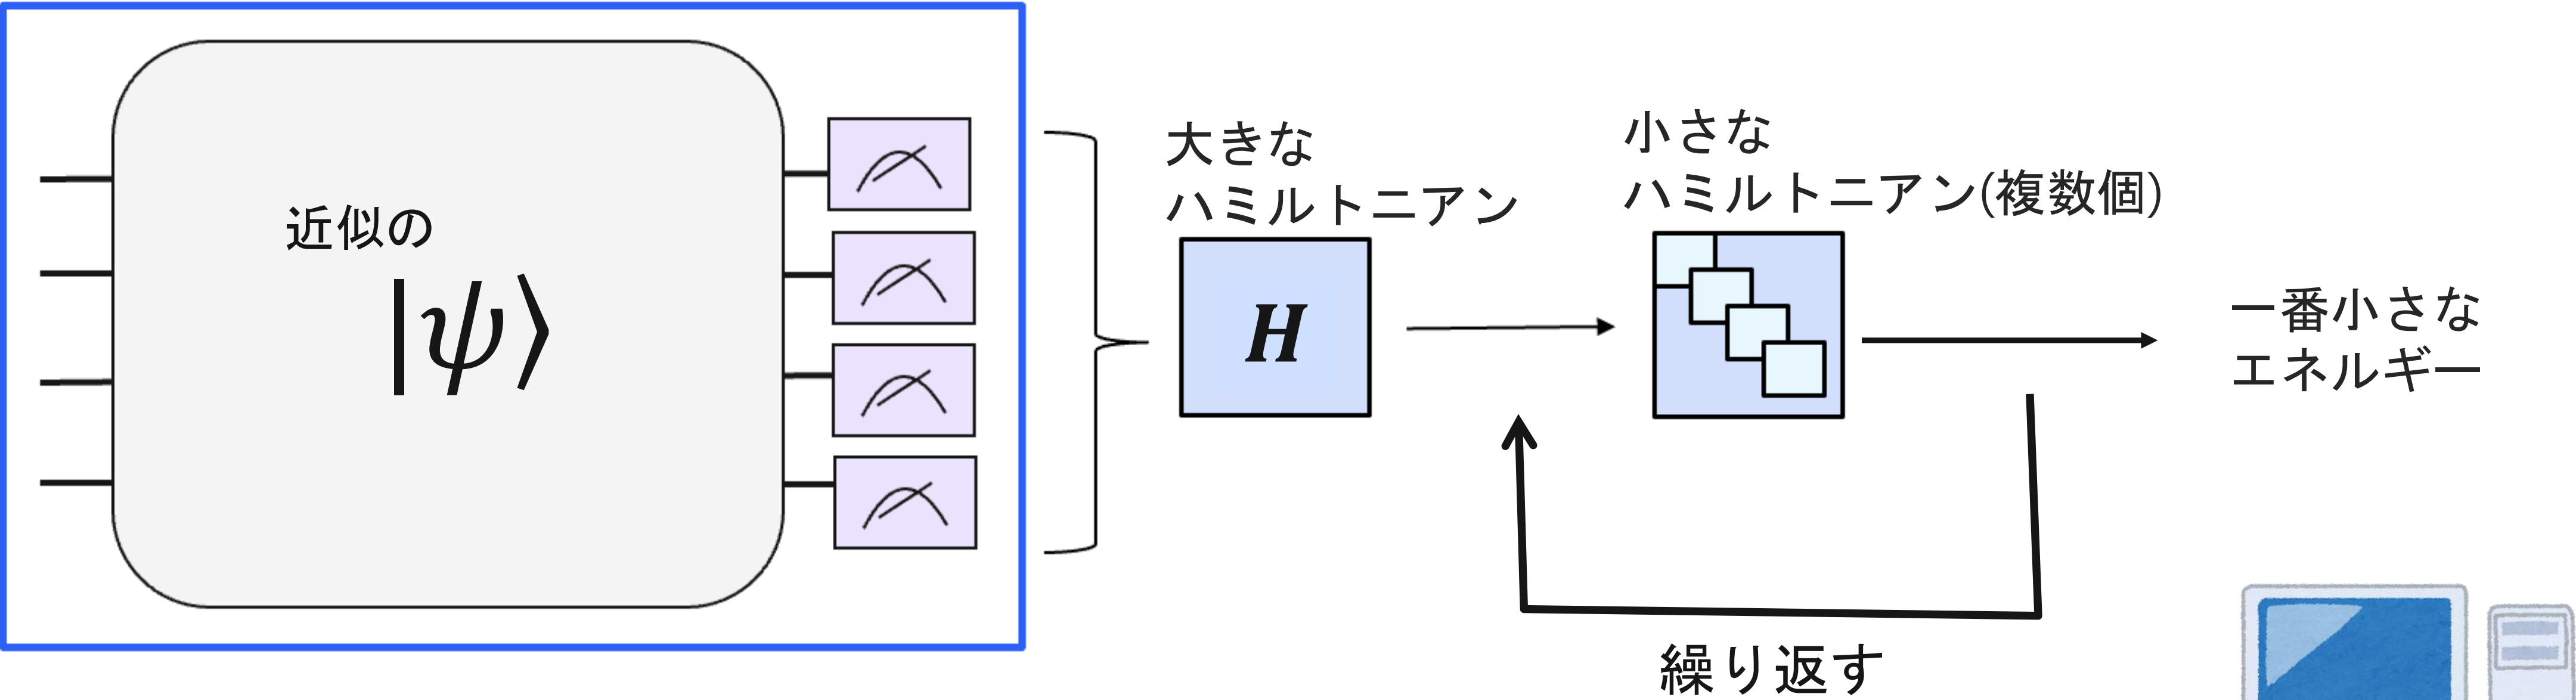 近似の
|ψ⟩
大きな
ハミルトニアン
H
小さな
ハミルトニアン(複数個)
一番小さな
エネルギー
繰り返す